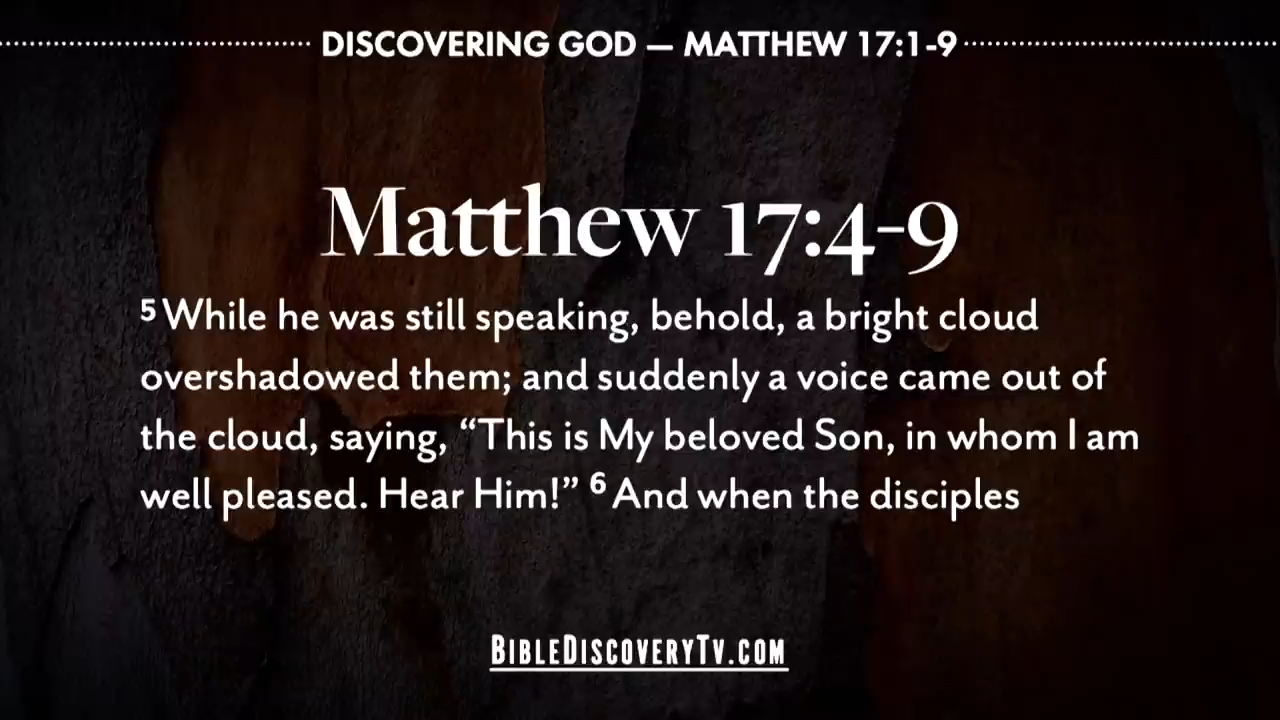 DISCOVERING GOD — MATTHEW 17:1-9
Matthew 17:4-9
5 While he was still speaking, behold, a bright cloud
overshadowed them; and suddenly a voice came out of
the cloud, saying, “This is My beloved Son, in whom I am
well pleased. Hear Him!” 6 And when the disciples
BIBLEDISCOVERYTV.COM